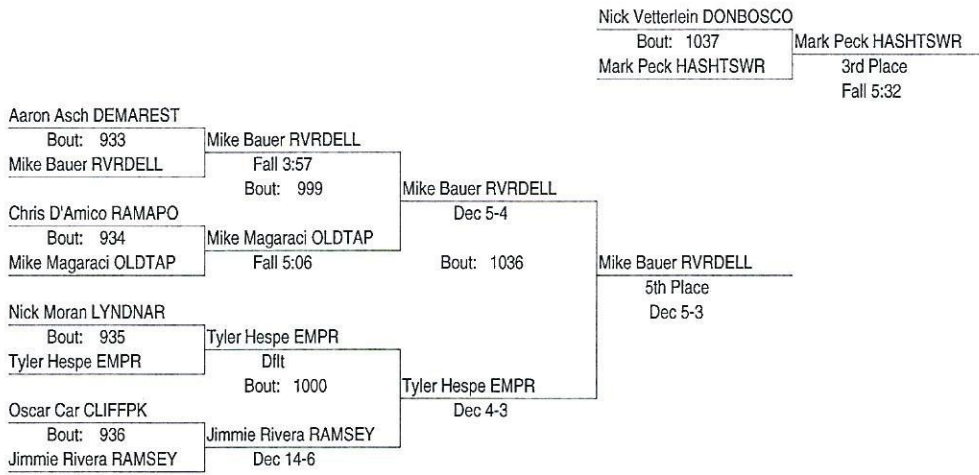 Nick Vetterlein DONBOSCO
Bout: 1037
Mark Peck HASHTSWR
Mark Peck HASHTSWR
3rd Place
Fall 5:32
Aaron Asch DEMAREST
Bout: 933
Mike Bauer RVRDELL
Mike Bauer RVRDELL
Fall 3:57
Bout: 999
Mike Bauer RVRDELL
Dec 5-4
Chris D'Amico RAMAPO
Bout: 934
Mike Magaraci OLDTAP
Mike Magaraci OLDTAP
Fall 5:06
Bout: 1036
Mike Bauer RVRDELL
5th Place
Dec 5-3
Nick Moran LYNDNAR
Bout: 935
Tyler Hespe EMPR
Tyler Hespe EMPR
Dflt
Bout: 1000
Tyler Hespe EMPR
Dec 4-3
Oscar Car CLIFFPK
Bout: 936
Jimmie Rivera RAMSEY
Jimmie Rivera RAMSEY
Dec 14-6